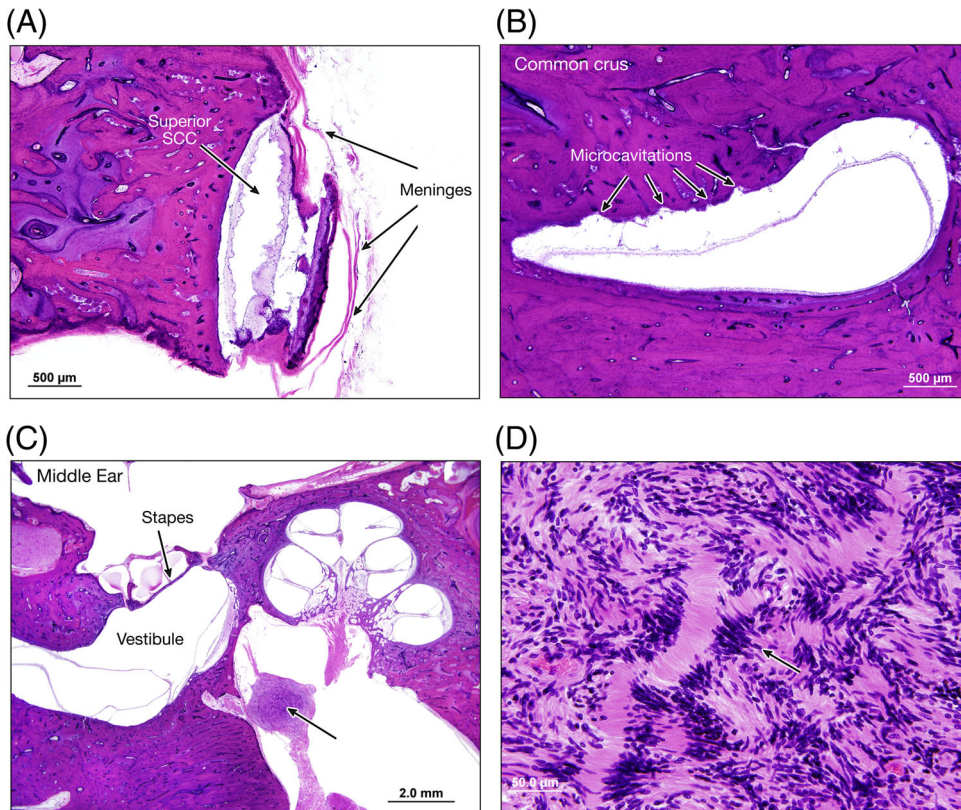 (A)
Superior
SCC
Meninges
500 µm
(B)
Common crus
Microcavitations
500 µm
(C)
Middle Ear
Stapes
Vestibule
2.0 mm
(D)
50.0 µm